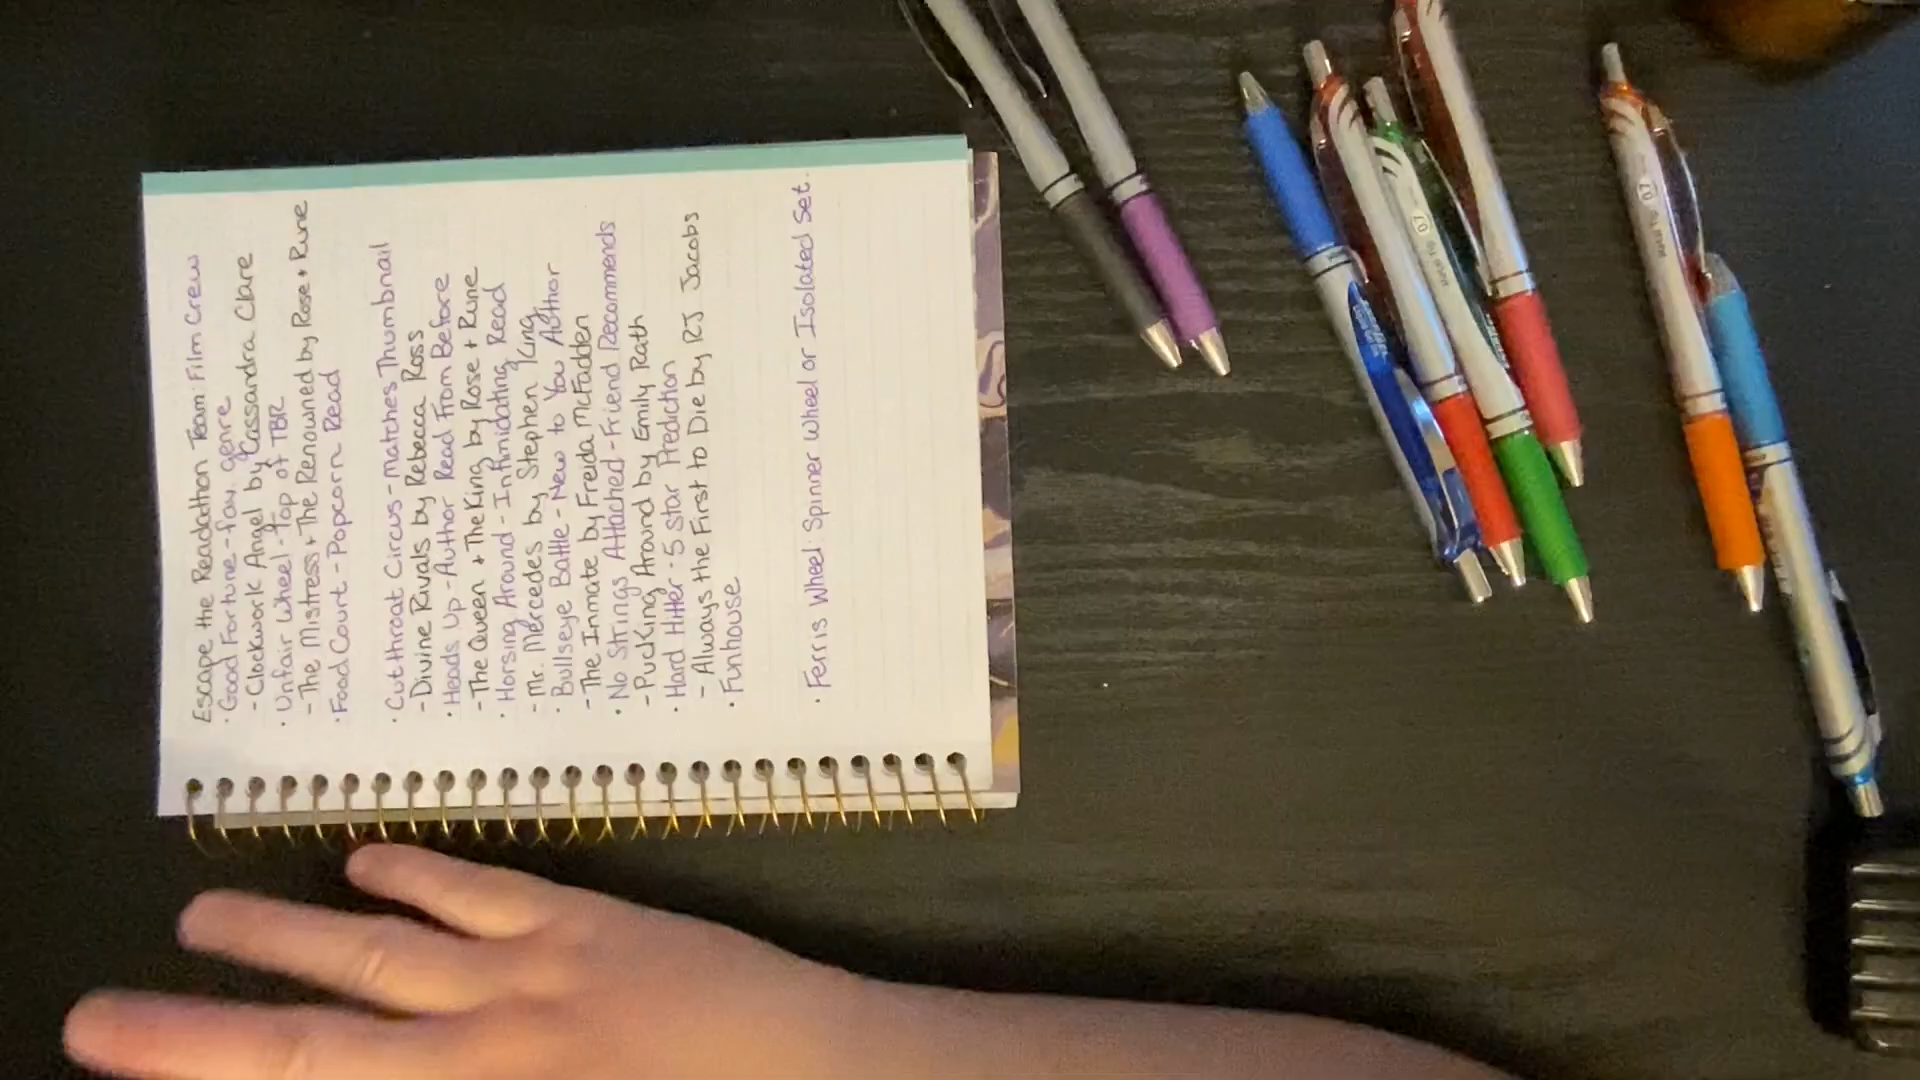 Escape the Readathon Team Film Crew
· Good Fortune - fav. genre
- Clockwork Angel by Cassandra Clare
· Unfair Wheel - Top of TBR
- The Mistress + The Renowned by Rose + Rune
· Food Court - Popcorn Read
· Cutthroat Circus - Matches Thumbnail
- Divine Rivals by Rebecca Ross
· Heads Up - Author Read From Before
- The Queen + The King by Rose + Rune
· Horsing Around - Intimidating Read
- Mr. Mercedes by Stephen King
· Bullseye Battle - New to You Author
- The Inmate by Freida McFadden
· No Strings Attached - Friend Recommends
- Pucking Around by Emily Rath
· Hard Hitter - 5 Star Prediction
- Always the First to Die by RJ Jacobs
· Funhouse
· Ferris Wheel: Spinner Wheel or Isolated Set.
0.7
0.7